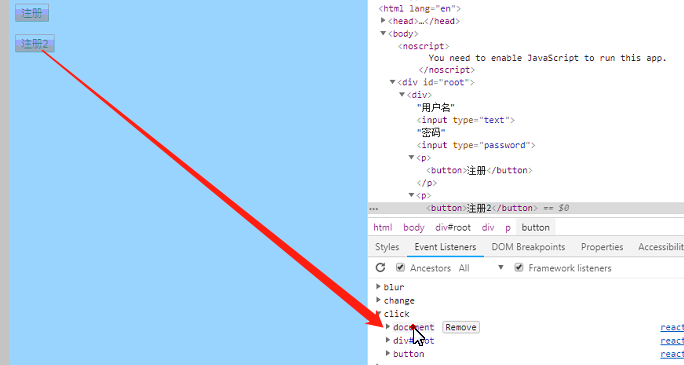 注册
注册2
<html lang="en">
<head>…</head>
<body>
<noscript>
You need to enable JavaScript to run this app.
</noscript>
<div id="root">
<div>
"用户名"
<input type="text">
"密码"
<input type="password">
<p>
<button>注册</button>
</p>
<p>
… <button>注册2</button> == $0
html body div#root div p button
Styles Event Listeners DOM Breakpoints Properties Accessibility
Ancestors All Framework listeners
blur
change
click
document Remove react
div#root react
button react